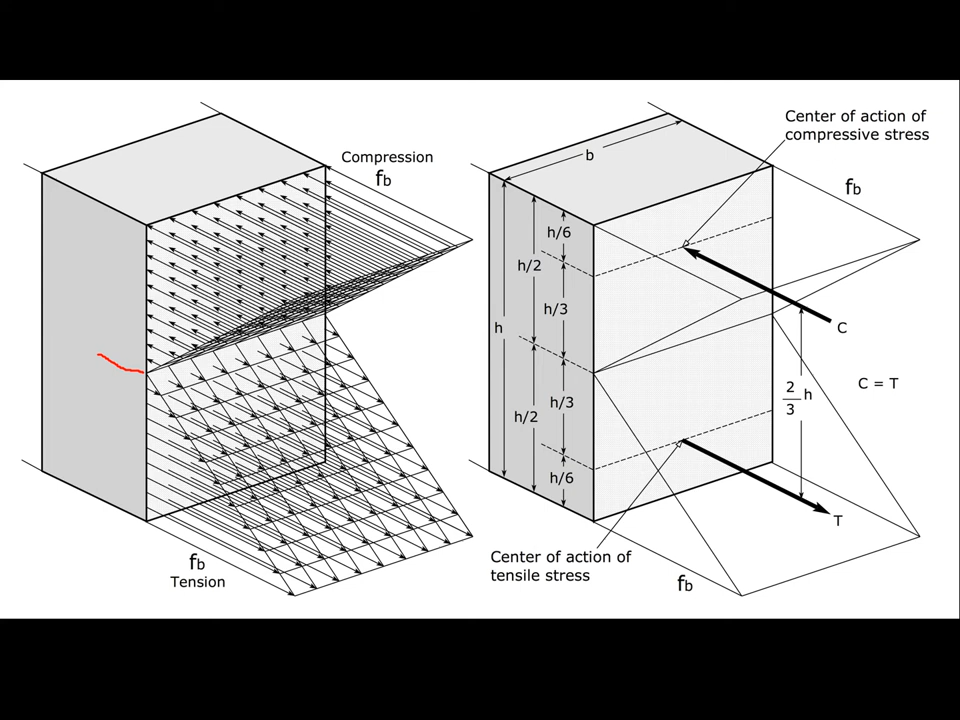 Compression
fb
fb
Tension
Center of action of
compressive stress
b
fb
h/6
h/2
h/3
h
C
2
3
h
C = T
h/3
h/2
h/6
T
Center of action of
tensile stress
fb